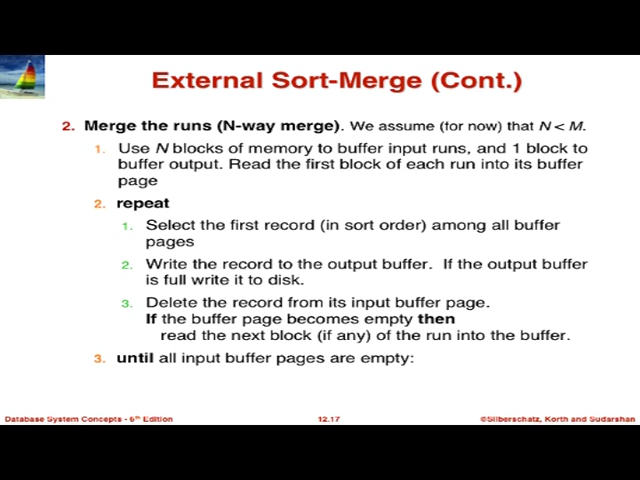 External Sort-Merge (Cont.)
2. Merge the runs (N-way merge). We assume (for now) that N < M.
1. Use N blocks of memory to buffer input runs, and 1 block to
buffer output. Read the first block of each run into its buffer
page
2. repeat
1. Select the first record (in sort order) among all buffer
pages
2. Write the record to the output buffer. If the output buffer
is full write it to disk.
3. Delete the record from its input buffer page.
If the buffer page becomes empty then
read the next block (if any) of the run into the buffer.
3. until all input buffer pages are empty:
Database System Concepts - 6th Edition
12.17
©Silberschatz, Korth and Sudarshan